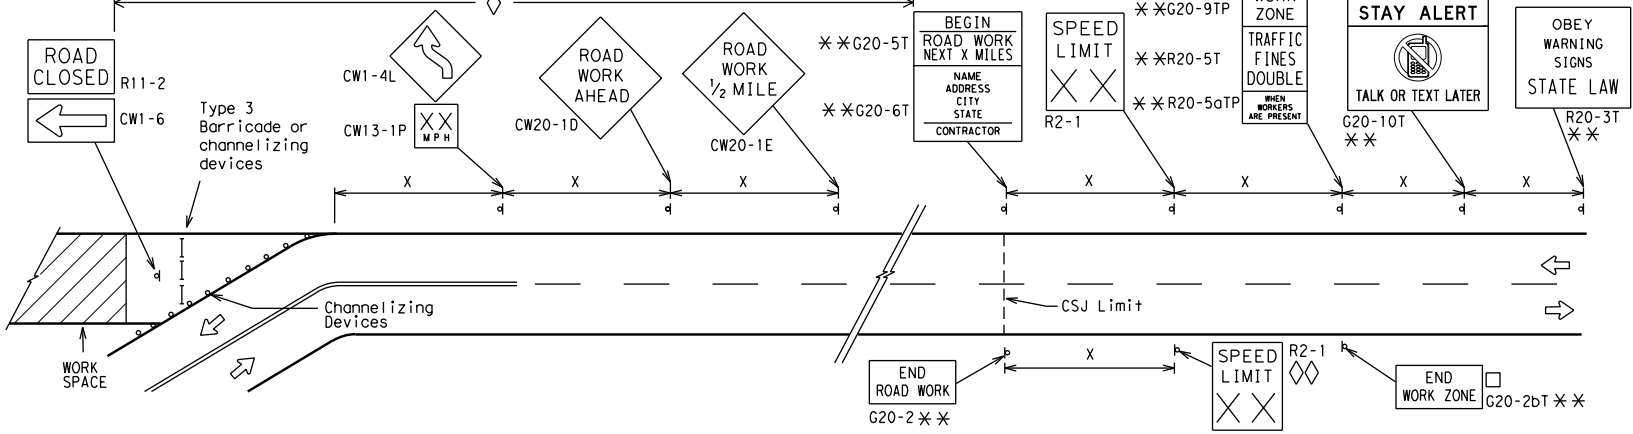 ROAD
CLOSED
R11-2
CW1-6
Type 3
Barricade or
channelizing
devices
CW1-4L
CW13-1P
XX
MPH
ROAD
WORK
AHEAD
CW20-1D
ROAD
WORK
1/2 MILE
CW20-1E
**G20-5T
**G20-6T
BEGIN
ROAD WORK
NEXT X MILES
NAME
ADDRESS
CITY
STATE
CONTRACTOR
SPEED
LIMIT
XX
R2-1
**G20-9TP
**R20-5T
**R20-5aTP
ZONE
TRAFFIC
FINES
DOUBLE
WHEN
WORKERS
ARE PRESENT
STAY ALERT
TALK OR TEXT LATER
G20-10T
**
OBEY
WARNING
SIGNS
STATE LAW
R20-3T
**
X
X
X
X
X
X
X
WORK
SPACE
Channelizing
Devices
CSJ Limit
END
ROAD WORK
G20-2**
X
SPEED
LIMIT
XX
R2-1
END
WORK ZONE
G20-2bT**